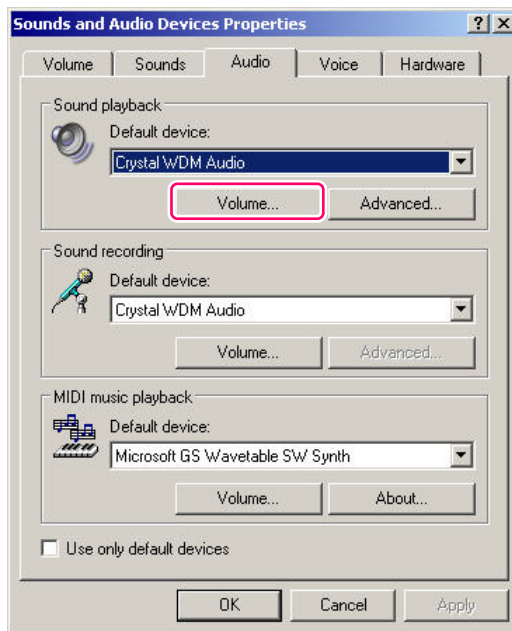 Sounds and Audio Devices Properties
Volume Sounds Audio Voice Hardware
Sound playback
Default device:
Crystal WDM Audio
Volume... Advanced...
Sound recording
Default device:
Crystal WDM Audio
Volume... Advanced...
MIDI music playback
Default device:
Microsoft GS Wavetable SW Synth
Volume... About...
Use only default devices
OK Cancel Apply